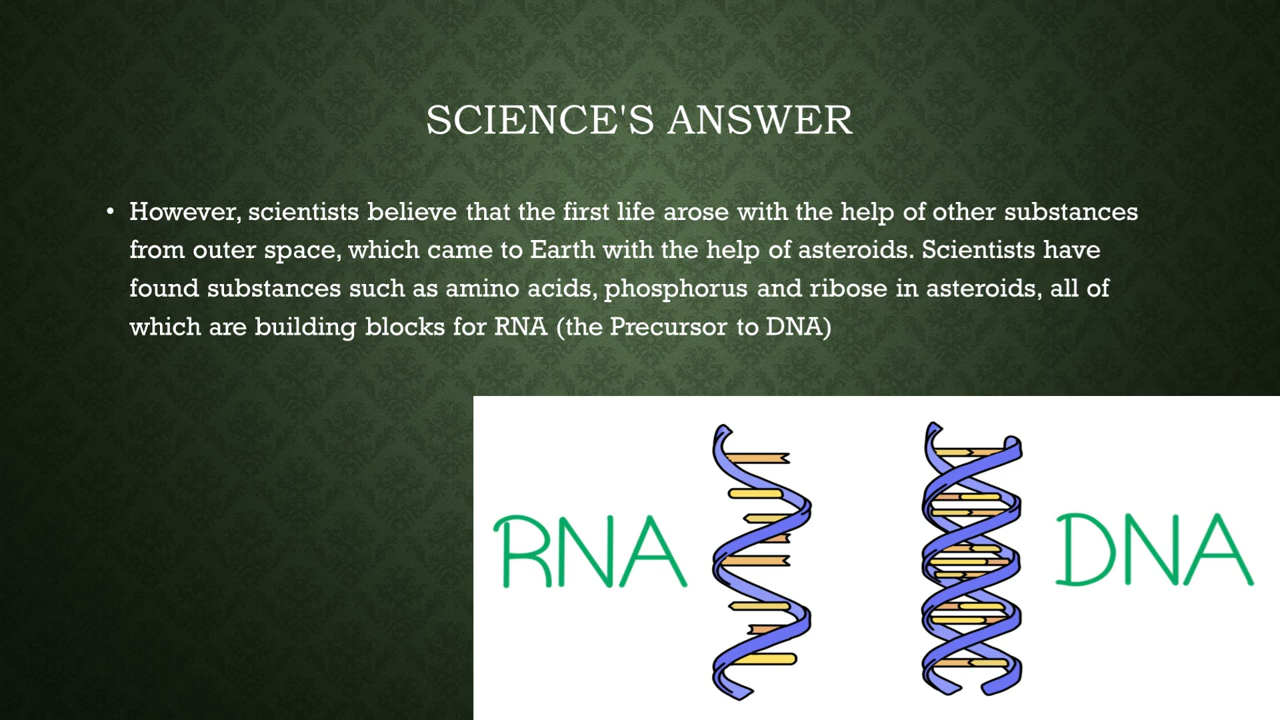 SCIENCE'S ANSWER
• However, scientists believe that the first life arose with the help of other substances
from outer space, which came to Earth with the help of asteroids. Scientists have
found substances such as amino acids, phosphorus and ribose in asteroids, all of
which are building blocks for RNA (the Precursor to DNA)
RNA
DNA